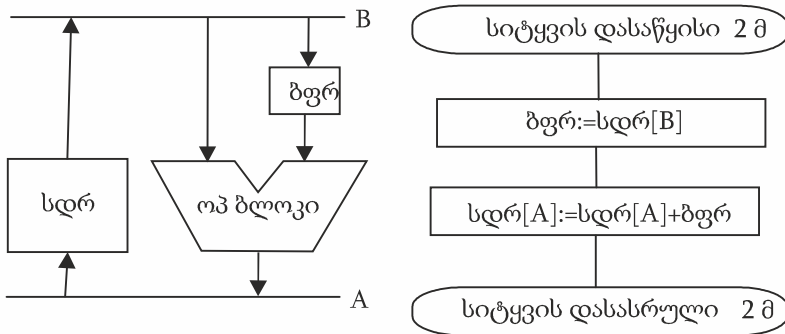 B
ბფრ
სდრ
ოპ ბლოკი
A
სიტყვის დასაწყისი 2 მ
ბფრ:=სდრ[B]
სდრ[A]:=სდრ[A]+ბფრ
სიტყვის დასასრული 2 მ